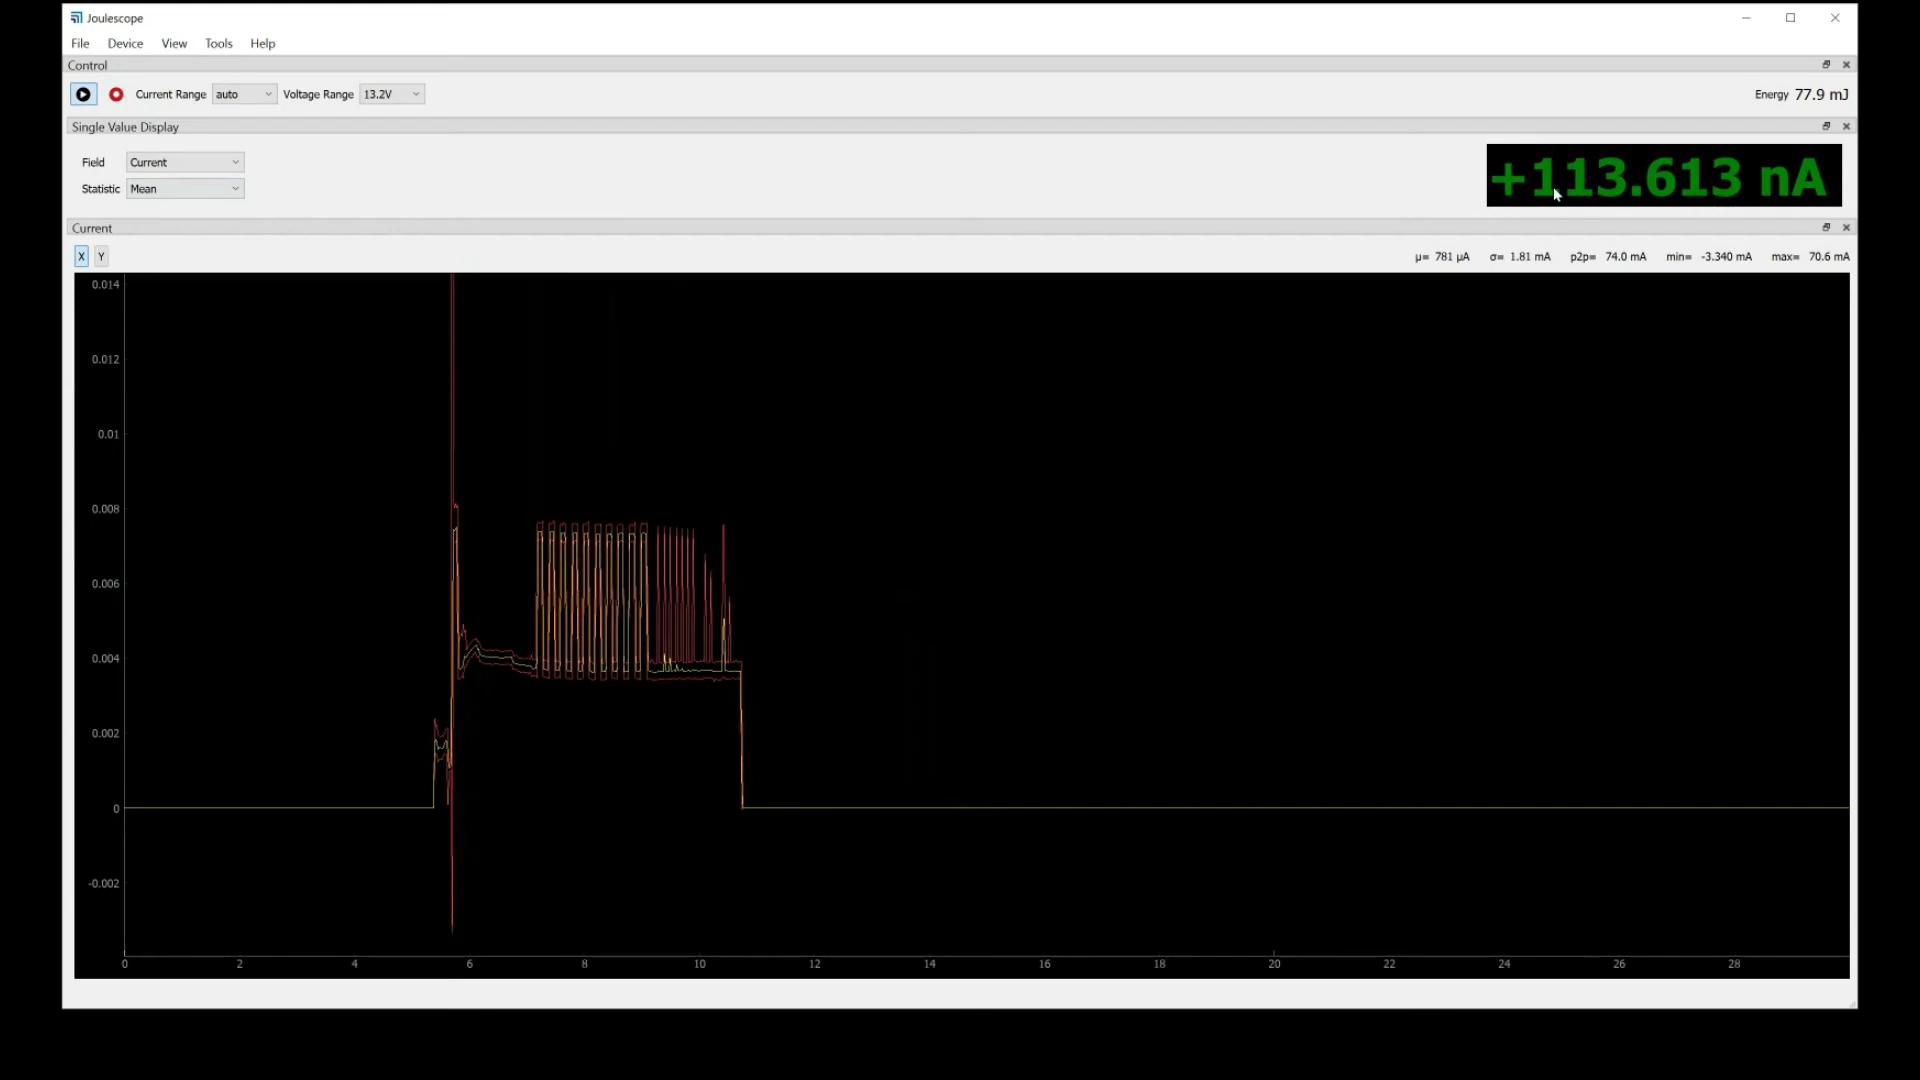 Joulescope
File Device View Tools Help
Control
Current Range auto Voltage Range 13.2V Energy 77.9 mJ
Single Value Display
Field Current
+113.613 nA
Statistic Mean
Current
X Y μ= 781 μA σ= 1.81 mA p2p= 74.0 mA min= -3.340 mA max= 70.6 mA
0.014
0.012
0.01
0.008
0.006
0.004
0.002
0
-0.002
0 2 4 6 8 10 12 14 16 18 20 22 24 26 28